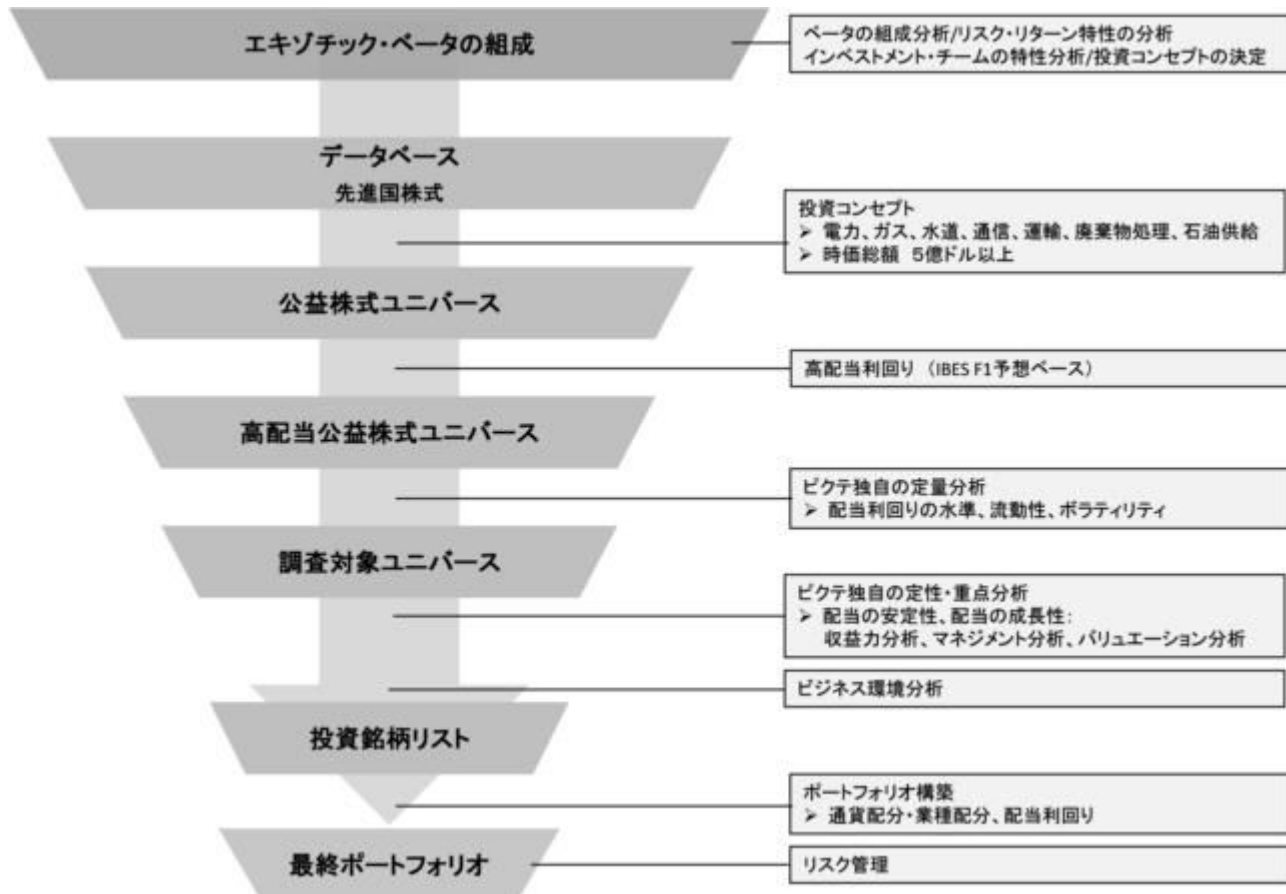 エキゾチック・ベータの組成
ベータの組成分析/リスク・リターン特性の分析
インベストメント・チームの特性分析/投資コンセプトの決定
データベース
先進国株式
投資コンセプト
➢ 電力、ガス、水道、通信、運輸、廃棄物処理、石油供給
➢ 時価総額 5億ドル以上
公益株式ユニバース
高配当利回り (IBES F1予想ベース)
高配当公益株式ユニバース
ピクテ独自の定量分析
➢ 配当利回りの水準、流動性、ボラティリティ
調査対象ユニバース
ピクテ独自の定性・重点分析
➢ 配当の安定性、配当の成長性:
収益力分析、マネジメント分析、バリュエーション分析
ビジネス環境分析
投資銘柄リスト
ポートフォリオ構築
➢ 通貨配分・業種配分、配当利回り
最終ポートフォリオ
リスク管理